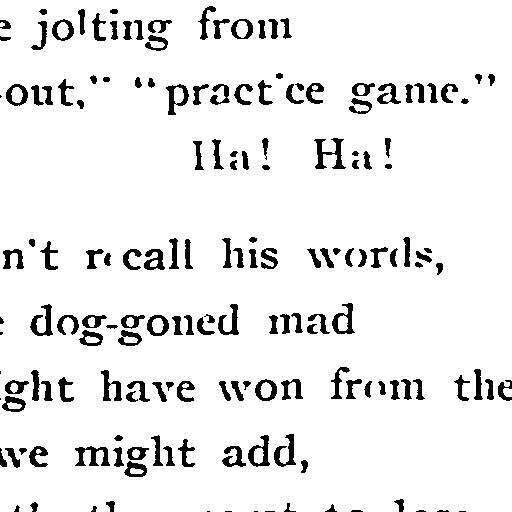 jolting from
-out," "practice game."
Ha! Ha!
n't recall his words,
dog-goned mad
ight have won from the
we might add,